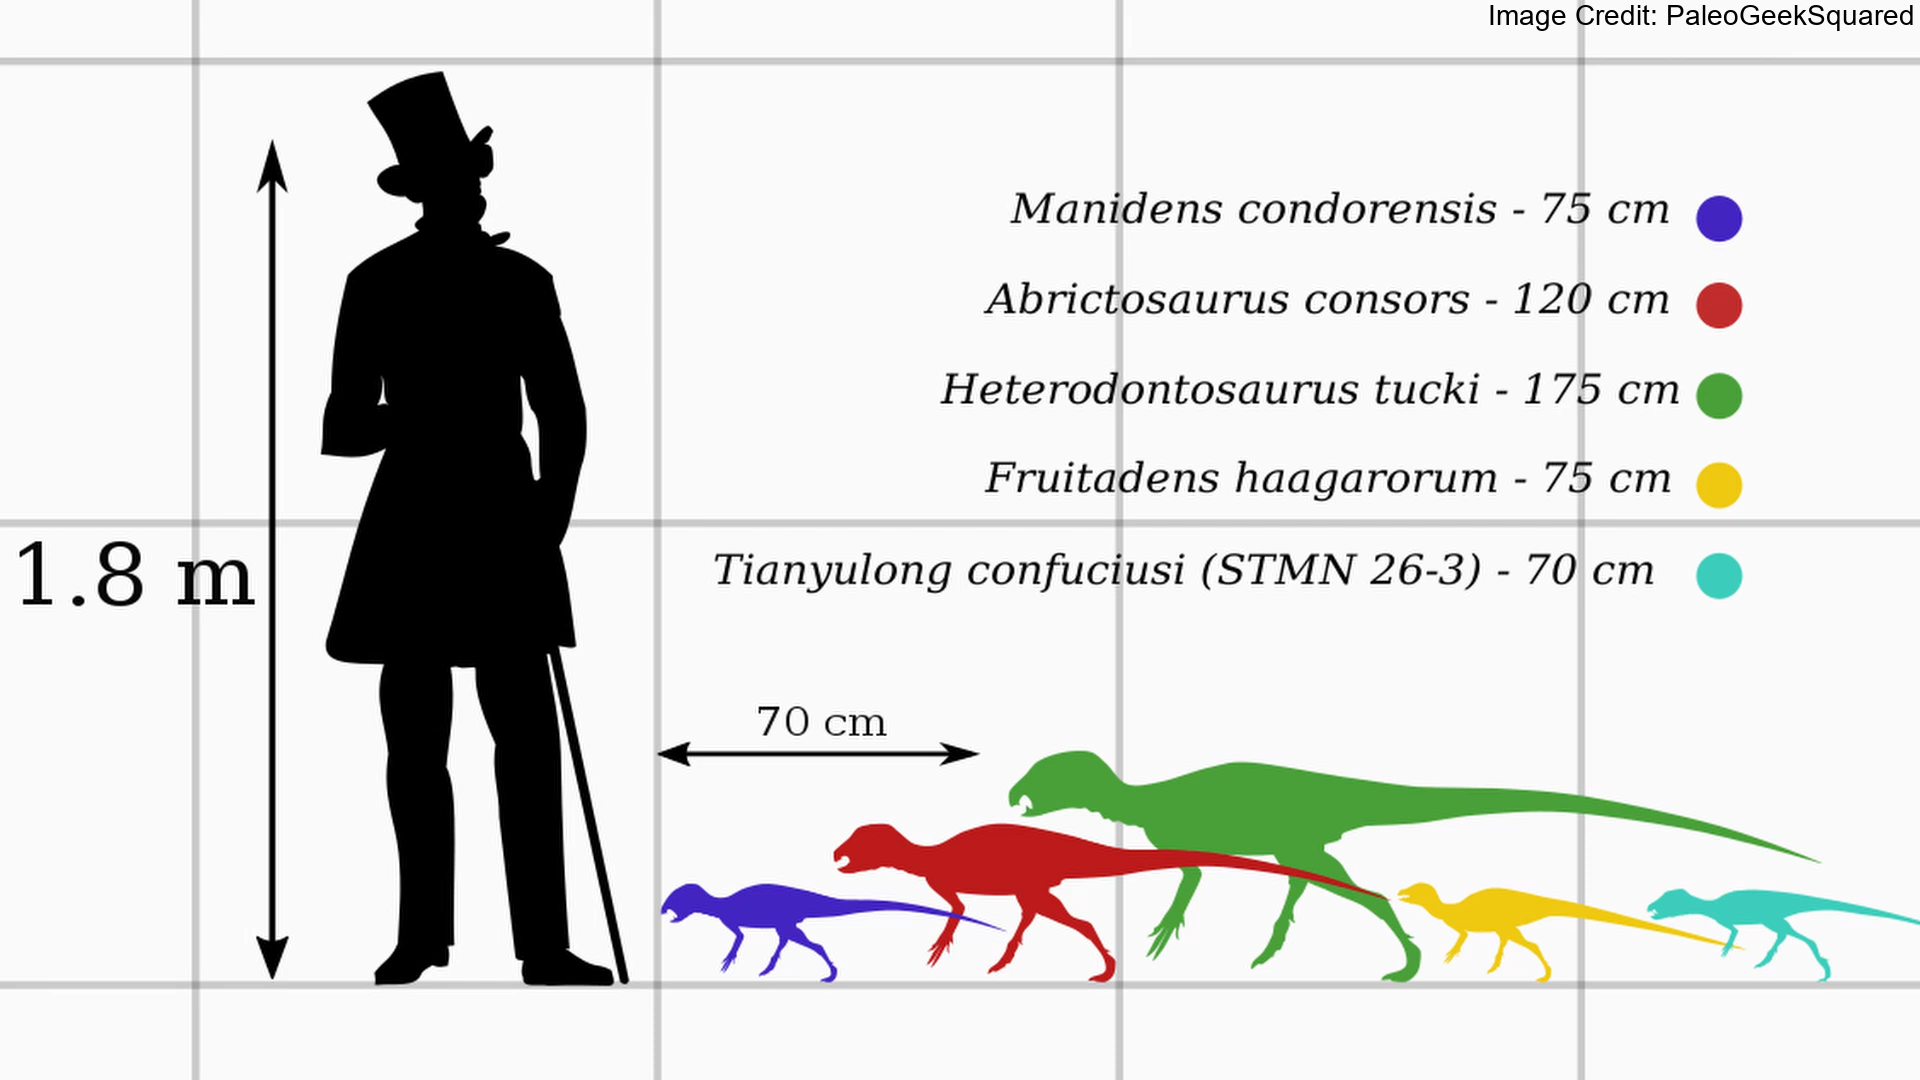 Image Credit: PaleoGeekSquared
Manidens condorensis - 75 cm
Abrictosaurus consors - 120 cm
Heterodontosaurus tucki - 175 cm
Fruitadens haagarorum - 75 cm
1.8 m
Tianyulong confuciusi (STMN 26-3) - 70 cm
70 cm